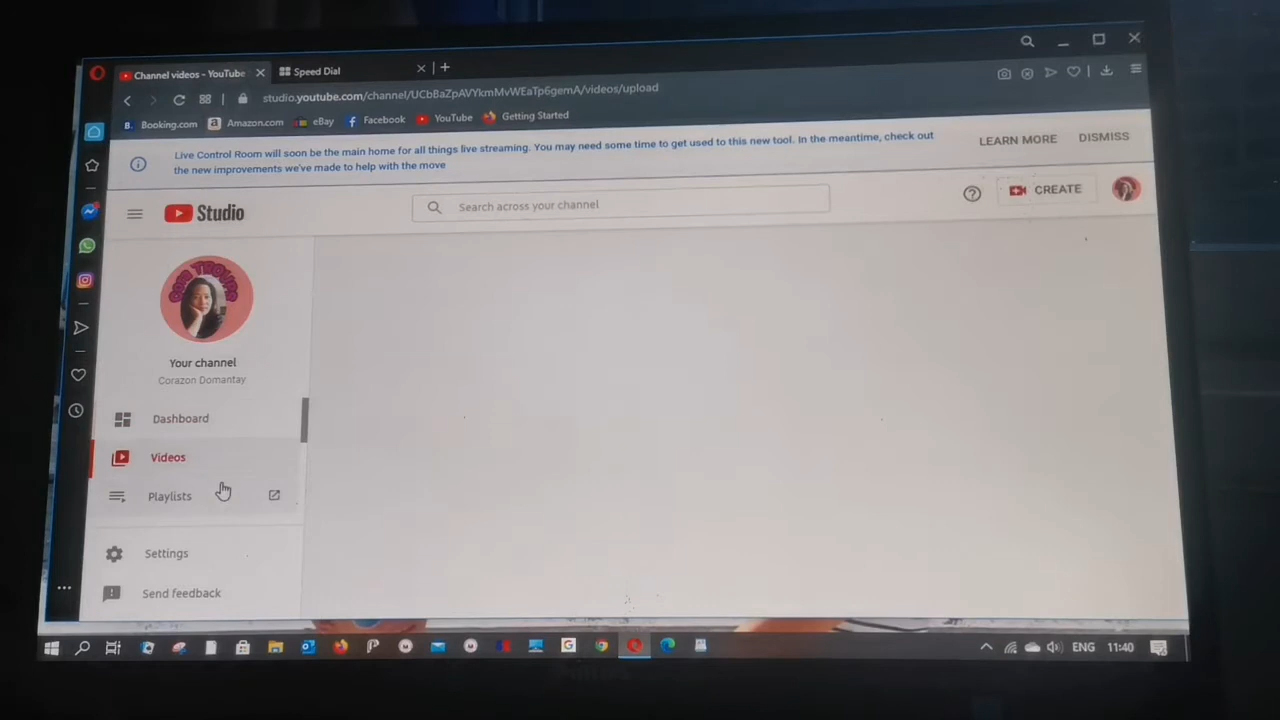 Channel videos - YouTube
Speed Dial
studio.youtube.com/channel/UCbBaZpAVYkmMvWEaTp6gemA/videos/upload
B.
Booking.com
a
Amazon.com
eBay
Facebook
YouTube
Getting Started
Live Control Room will soon be the main home for all things live streaming. You may need some time to get used to this new tool. In the meantime, check out
the new improvements we've made to help with the move
LEARN MORE
DISMISS
Studio
Search across your channel
CREATE
Your channel
Corazon Domantay
Dashboard
Videos
Playlists
Settings
Send feedback
ENG
11:40